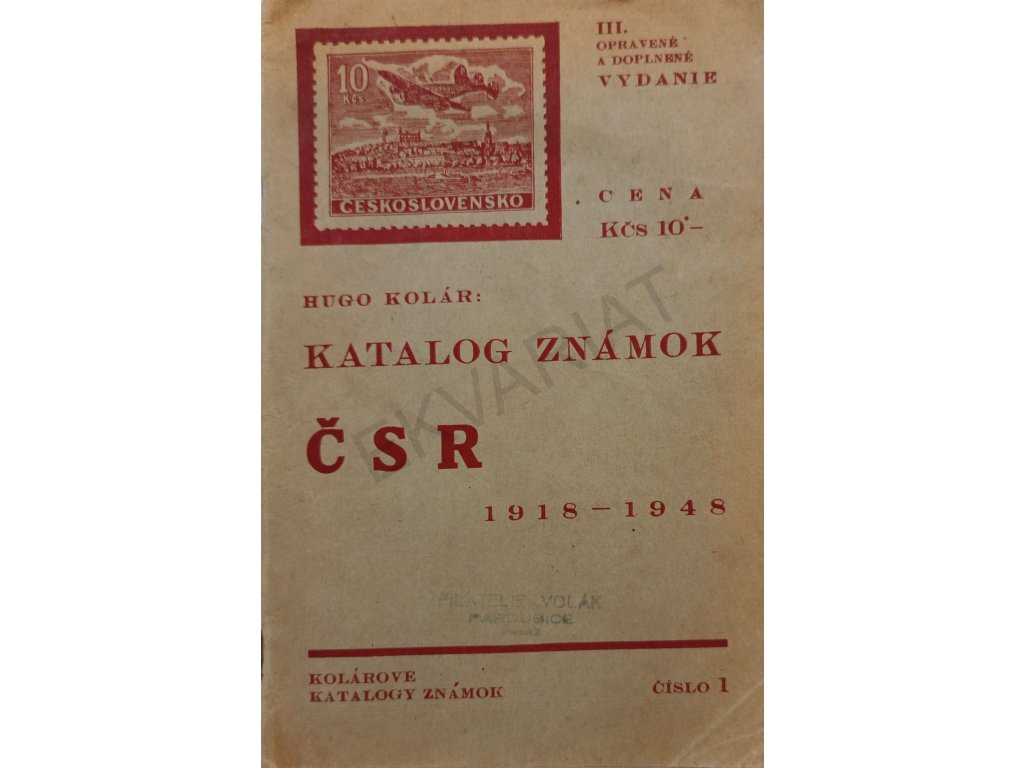 III.
OPRAVENÉ
A DOPLNENÉ
VYDANIE
10
KČS
ČESKOSLOVENSKO
CENA
KČS 10·–
HUGO KOLÁR:
KATALOG ZNÁMOK
ČSR
1918–1948
EKVARIAT
FILATELIE VOLÁK
PARDUBICE
KOLÁROVE
KATALOGY ZNÁMOK
ČÍSLO 1